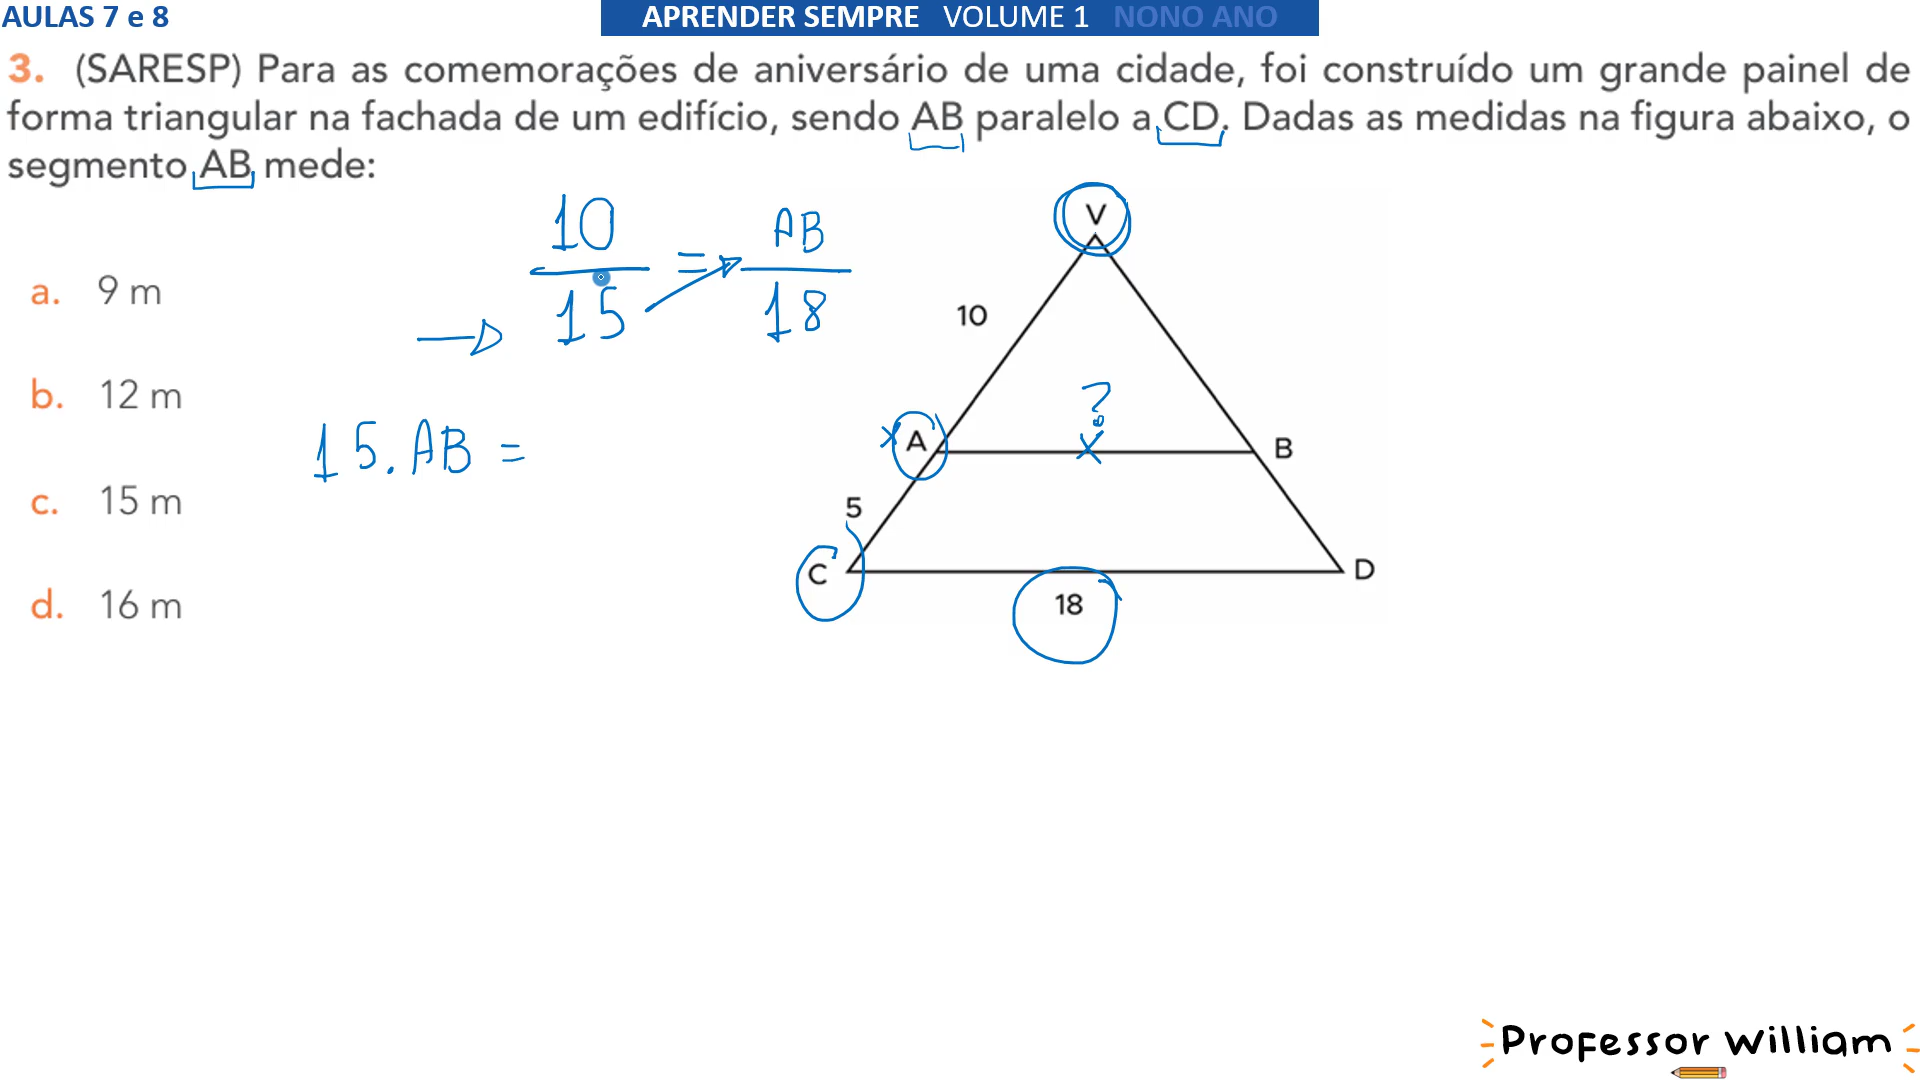 AULAS 7 e 8
APRENDER SEMPRE VOLUME 1 NONO ANO
3. (SARESP) Para as comemorações de aniversário de uma cidade, foi construído um grande painel de
forma triangular na fachada de um edifício, sendo AB paralelo a CD. Dadas as medidas na figura abaixo, o
segmento AB mede:
a. 9 m
b. 12 m
c. 15 m
d. 16 m
10 = AB
15 18
15.AB =
V
10
?
x A x B
5
C D
18
Professor William